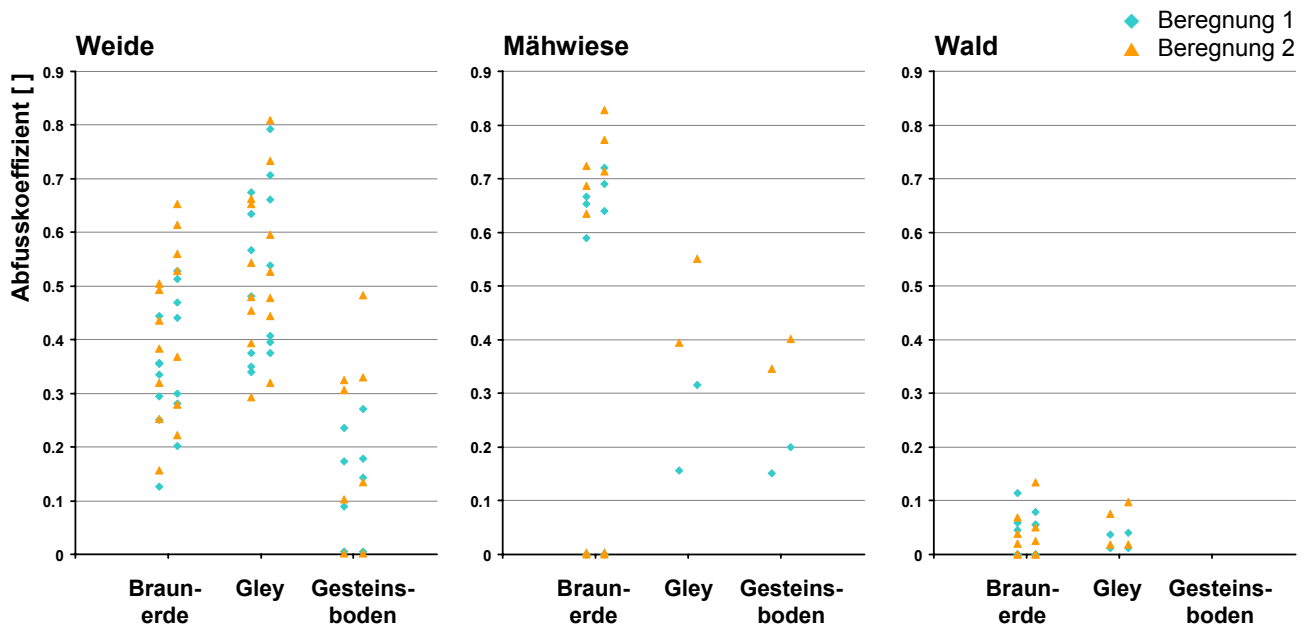 Beregnung 1
Beregnung 2
Weide
Mähwiese
Wald
Abfusskoeffizient [ ]
0.9
0.8
0.7
0.6
0.5
0.4
0.3
0.2
0.1
0
Braun-
erde
Gley
Gesteins-
boden
0.9
0.8
0.7
0.6
0.5
0.4
0.3
0.2
0.1
0
Braun-
erde
Gley
Gesteins-
boden
0.9
0.8
0.7
0.6
0.5
0.4
0.3
0.2
0.1
0
Braun-
erde
Gley
Gesteins-
boden